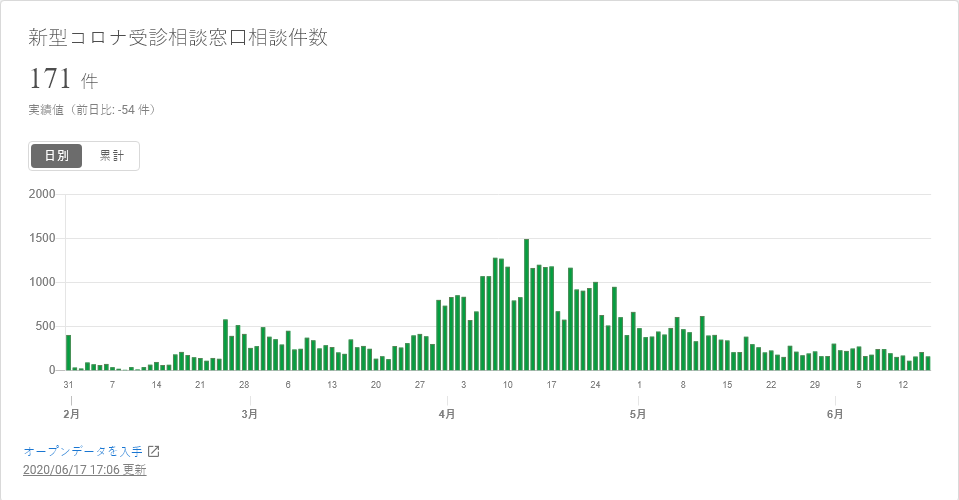 新型コロナ受診相談窓口相談件数
171 件
実績値（前日比: -54 件）
日別 累計
2000
1500
1000
500
0
31 7 14 21 28 6 13 20 27 3 10 17 24 1 8 15 22 29 5 12
2月 3月 4月 5月 6月
オープンデータを入手
2020/06/17 17:06 更新